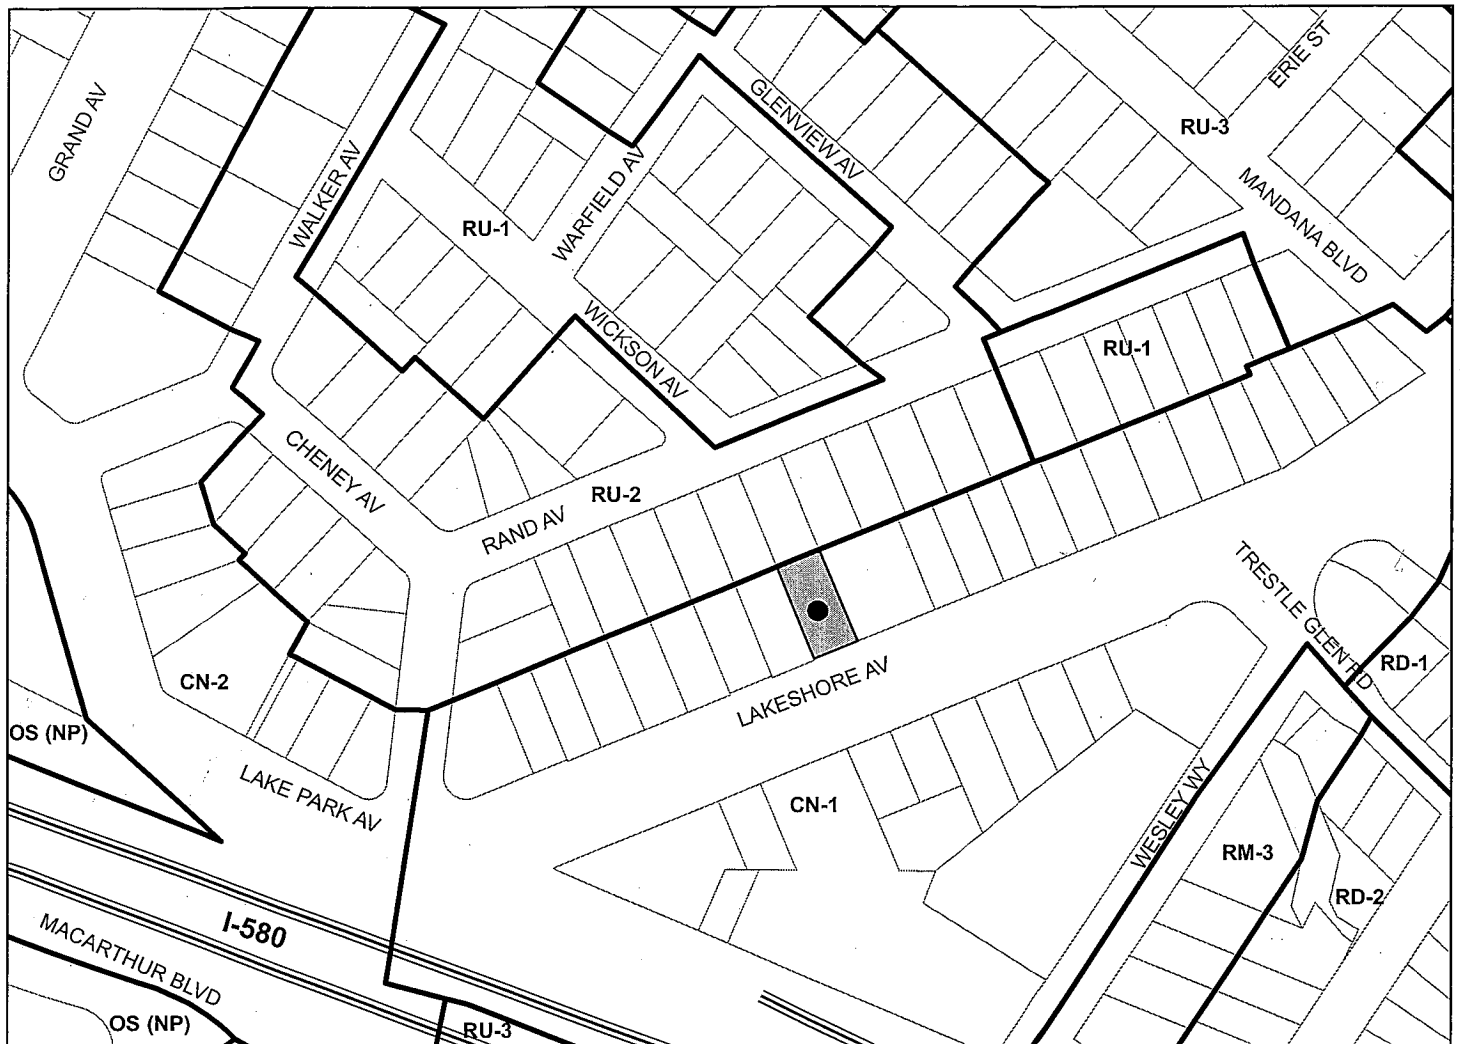 ERIE ST
GRAND AV
GLENVIEW AV
RU-3
WALKER AV
WARFIELD AV
MANDANA BLVD
RU-1
WICKSON AV
RU-1
CHENEY AV
RU-2
RAND AV
TRESTLE GLEN RD
RD-1
CN-2
LAKESHORE AV
OS (NP)
LAKE PARK AV
CN-1
WESLEY WY
RM-3
RD-2
I-580
MACARTHUR BLVD
OS (NP)
RU-3